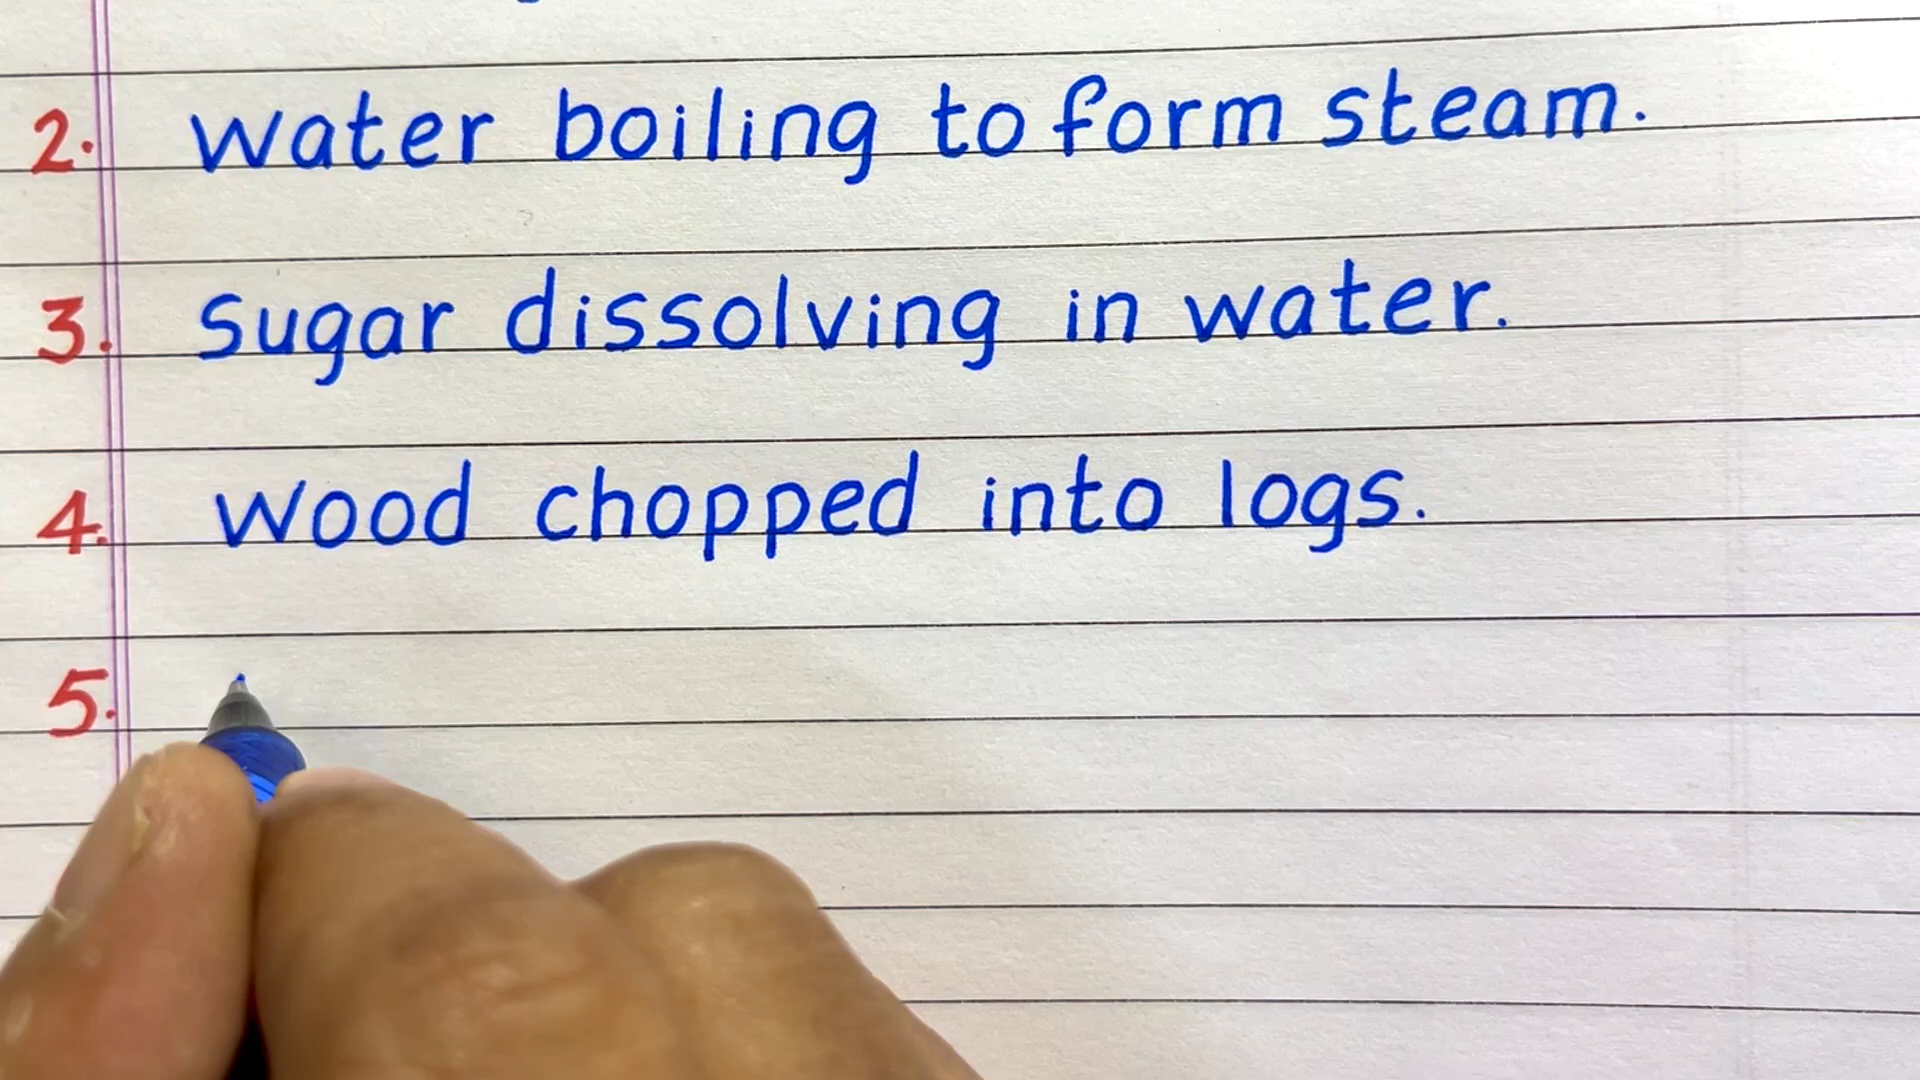 2. Water boiling to form steam.
3. Sugar dissolving in water.
4. Wood chopped into logs.
5.